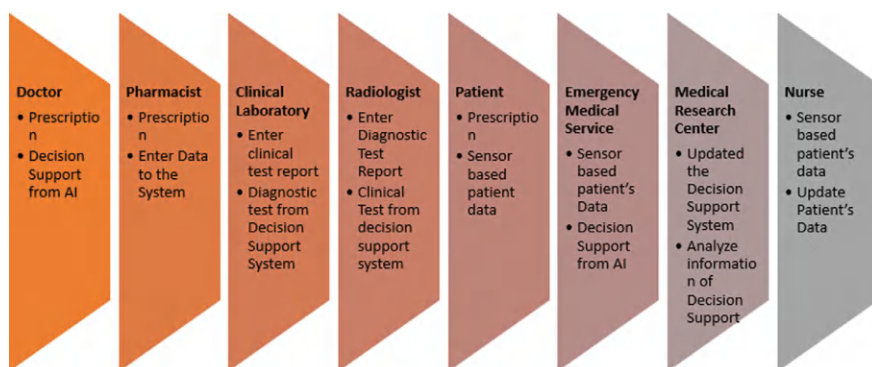 Doctor
• Prescriptio
n
• Decision
Support
from AI
Pharmacist
• Prescriptio
n
• Enter Data
to the
System
Clinical
Laboratory
• Enter
clinical
test report
• Diagnostic
test from
Decision
Support
System
Radiologist
• Enter
Diagnostic
Test
Report
• Clinical
Test from
decision
support
system
Patient
• Prescriptio
n
• Sensor
based
patient
data
Emergency
Medical
Service
• Sensor
based
patient's
Data
• Decision
Support
from AI
Medical
Research
Center
• Updated
the
Decision
Support
System
• Analyze
informatio
n of
Decision
Support
Nurse
• Sensor
based
patient's
data
• Update
Patient's
Data